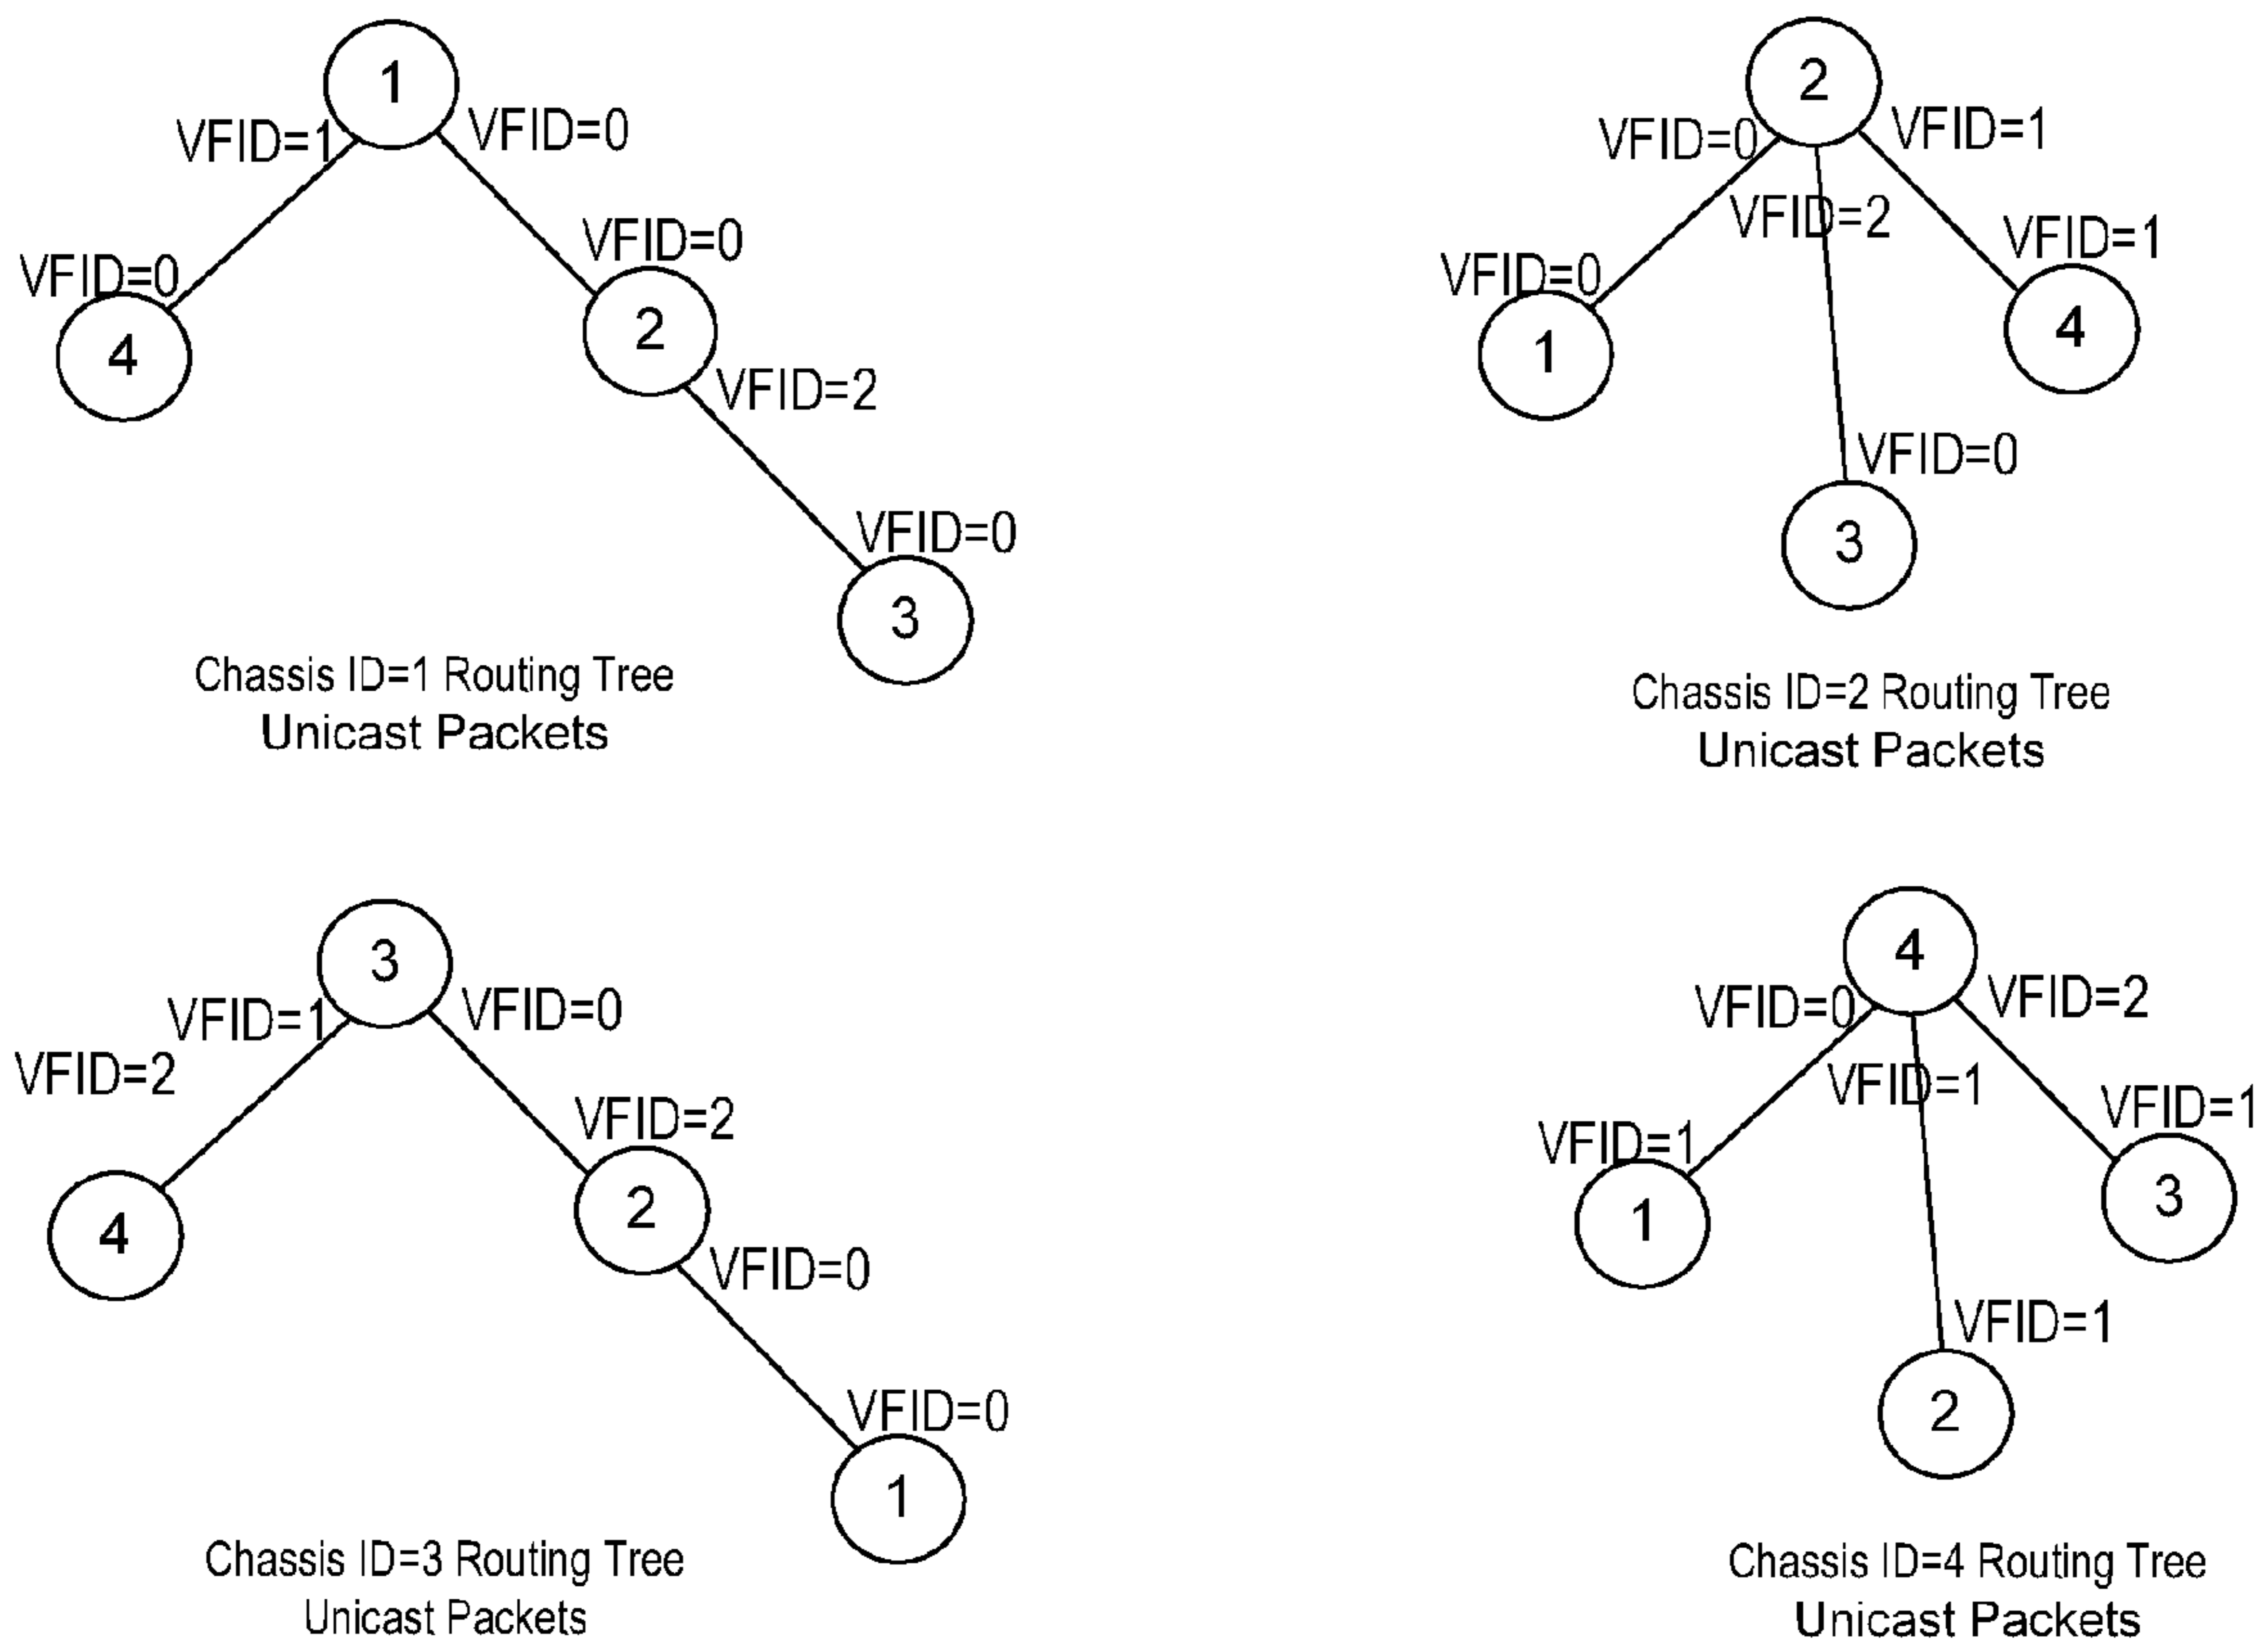 1
VFID=1
VFID=0
VFID=0
VFID=0
4
2
VFID=2
VFID=0
3
Chassis ID=1 Routing Tree
Unicast Packets
2
VFID=0
VFID=1
VFID=2
VFID=0
VFID=1
1
4
VFID=0
3
Chassis ID=2 Routing Tree
Unicast Packets
3
VFID=1
VFID=0
VFID=2
VFID=2
4
2
VFID=0
VFID=0
1
Chassis ID=3 Routing Tree
Unicast Packets
4
VFID=0
VFID=2
VFID=1
VFID=1
VFID=1
1
3
VFID=1
2
Chassis ID=4 Routing Tree
Unicast Packets